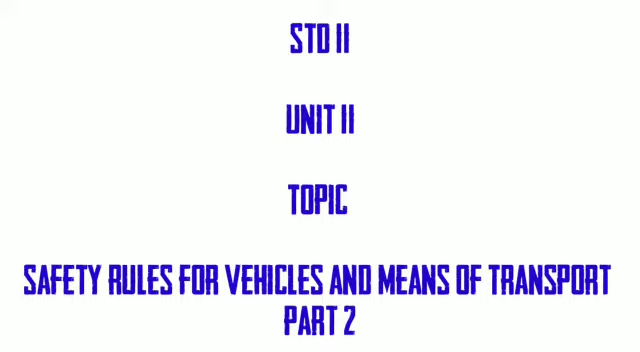 STD II
UNIT II
TOPIC
SAFETY RULES FOR VEHICLES AND MEANS OF TRANSPORT
PART 2